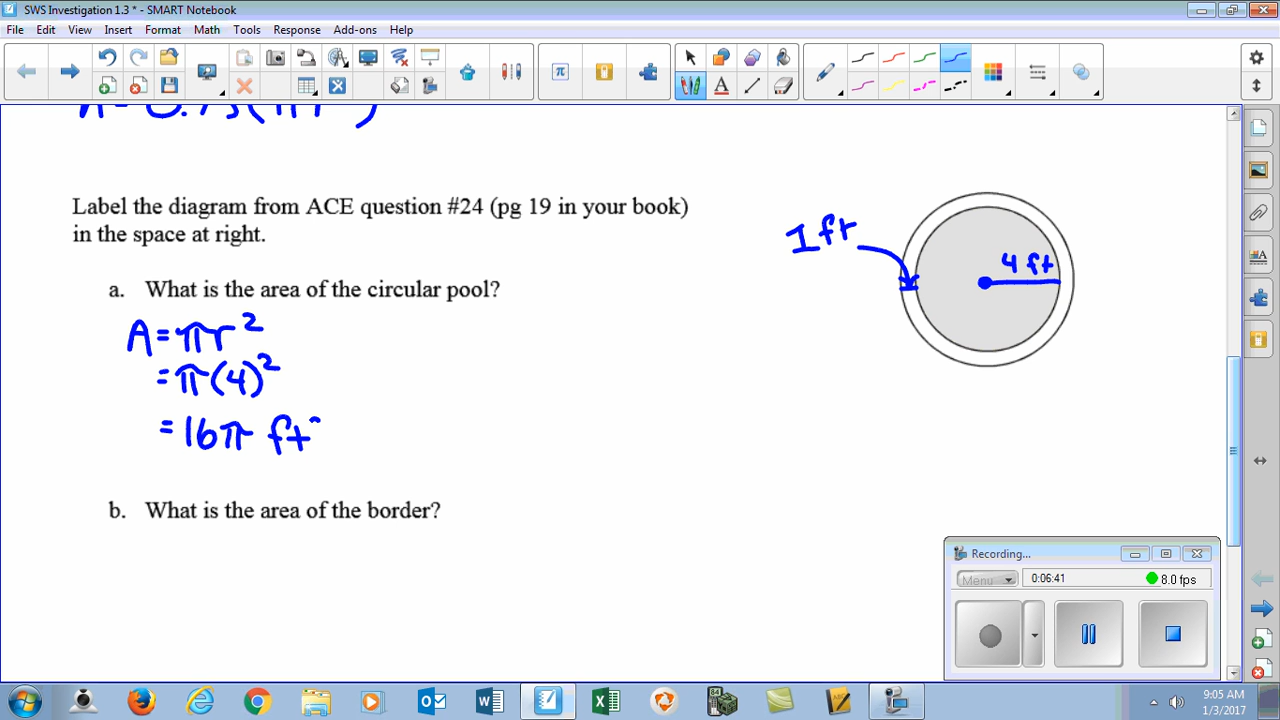 SWS Investigation 1.3 * - SMART Notebook
File Edit View Insert Format Math Tools Response Add-ons Help
Label the diagram from ACE question #24 (pg 19 in your book)
in the space at right.
1 ft
4 ft
a. What is the area of the circular pool?
A = πr²
= π(4)²
= 16π ft
b. What is the area of the border?
Recording...
Menu
0:06:41
8.0 fps
9:05 AM
1/3/2017